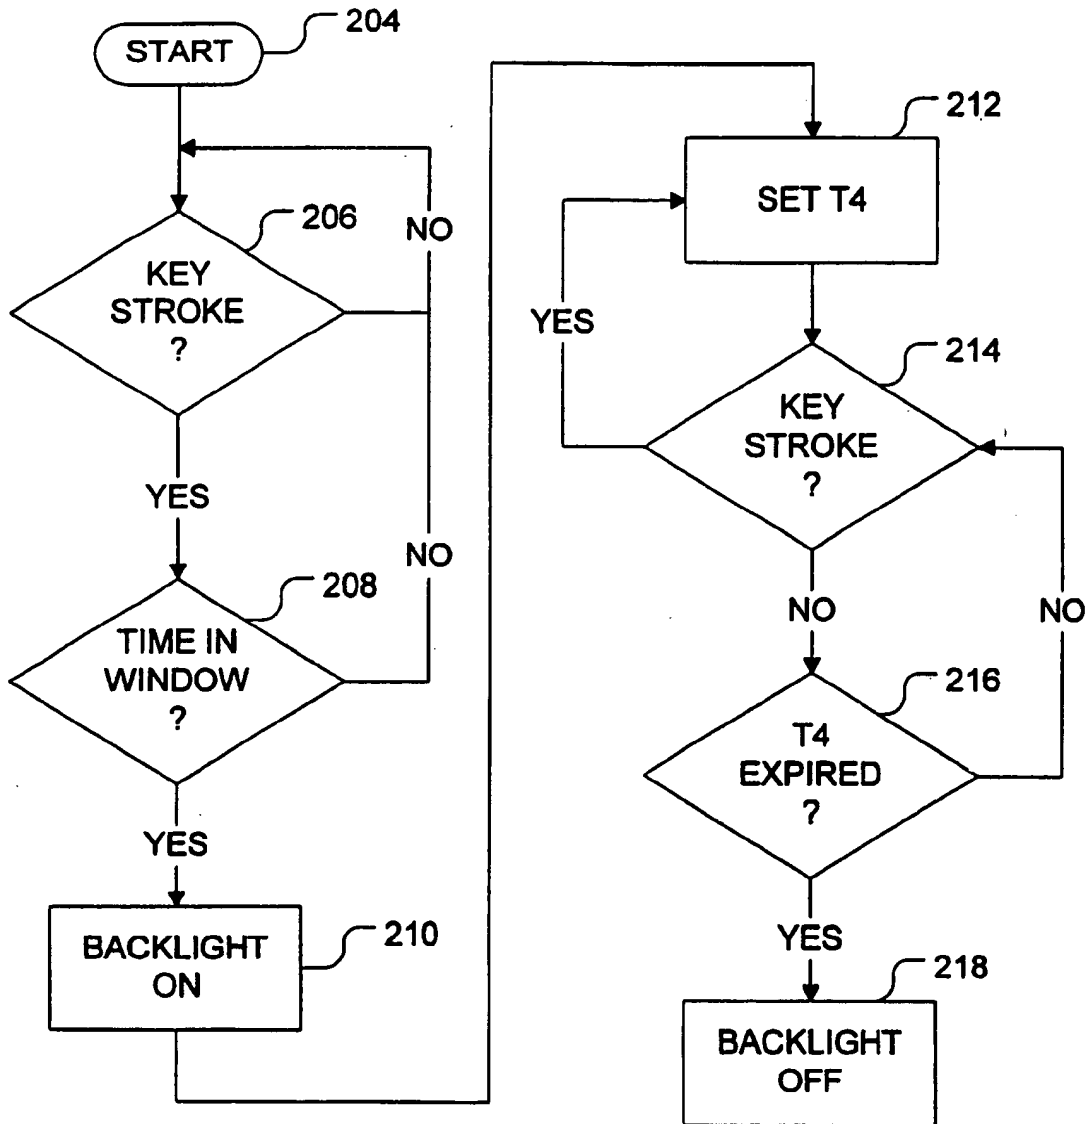 START
204
206
NO
KEY
STROKE
?
YES
NO
208
TIME IN
WINDOW
?
YES
210
BACKLIGHT
ON
212
SET T4
YES
214
KEY
STROKE
?
NO
NO
216
T4
EXPIRED
?
YES
218
BACKLIGHT
OFF